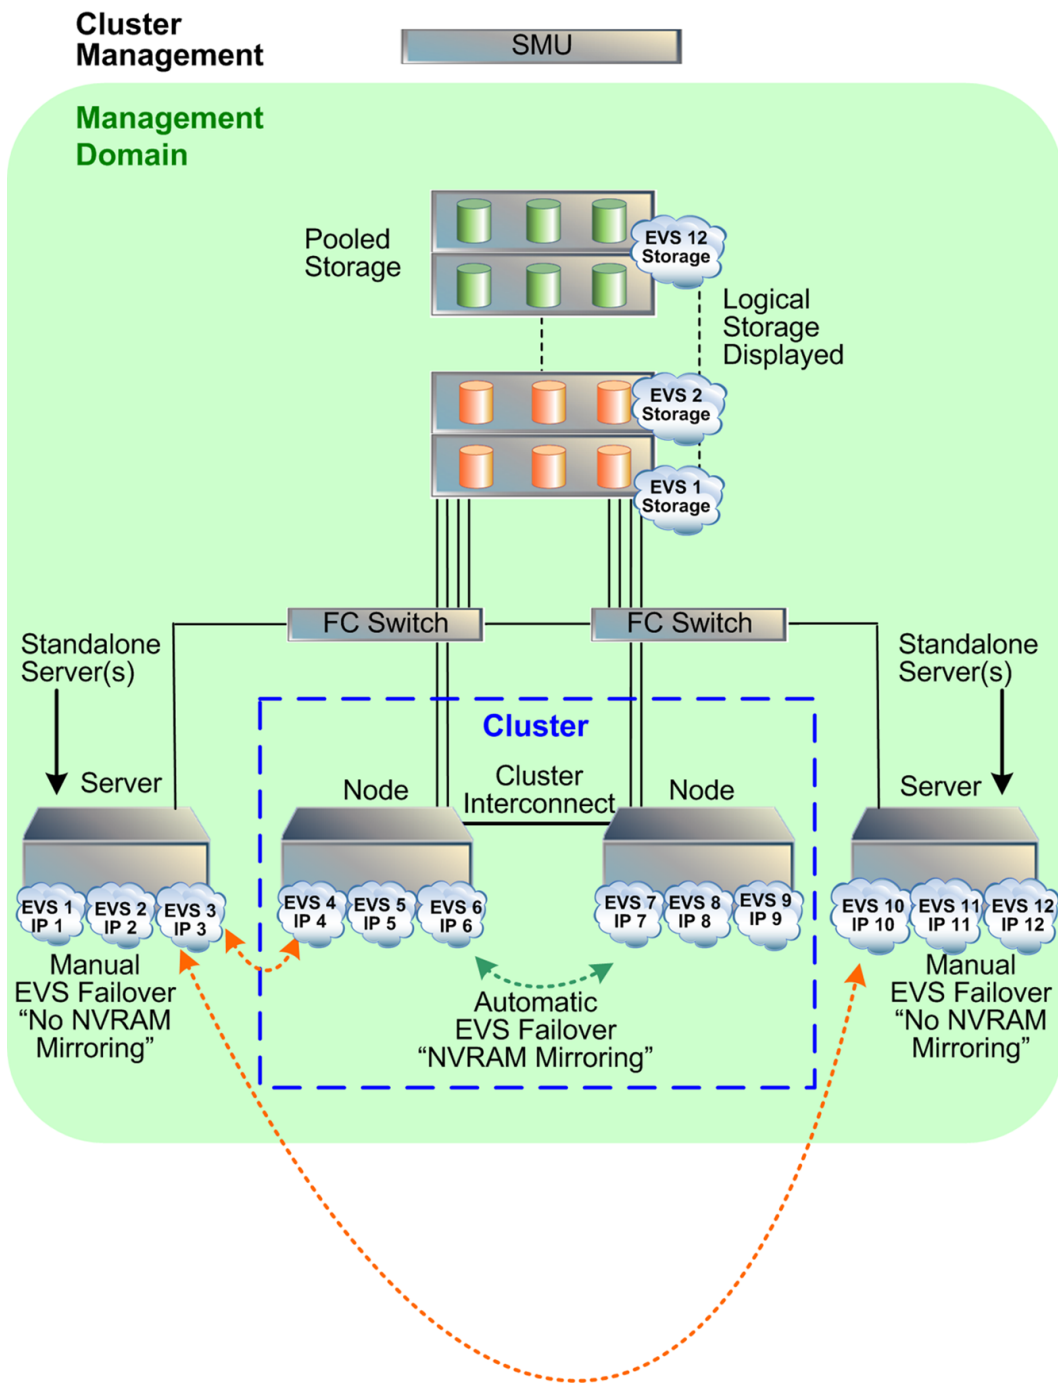 Cluster
Management
SMU
Management
Domain
Pooled
Storage
EVS 12
Storage
Logical
Storage
Displayed
EVS 2
Storage
EVS 1
Storage
FC Switch
FC Switch
Standalone
Server(s)
Standalone
Server(s)
Cluster
Server
Node
Cluster
Interconnect
Node
Server
EVS 1
IP 1
EVS 2
IP 2
EVS 3
IP 3
EVS 4
IP 4
EVS 5
IP 5
EVS 6
IP 6
EVS 7
IP 7
EVS 8
IP 8
EVS 9
IP 9
EVS 10
IP 10
EVS 11
IP 11
EVS 12
IP 12
Manual
EVS Failover
“No NVRAM
Mirroring”
Automatic
EVS Failover
“NVRAM Mirroring”
Manual
EVS Failover
“No NVRAM
Mirroring”